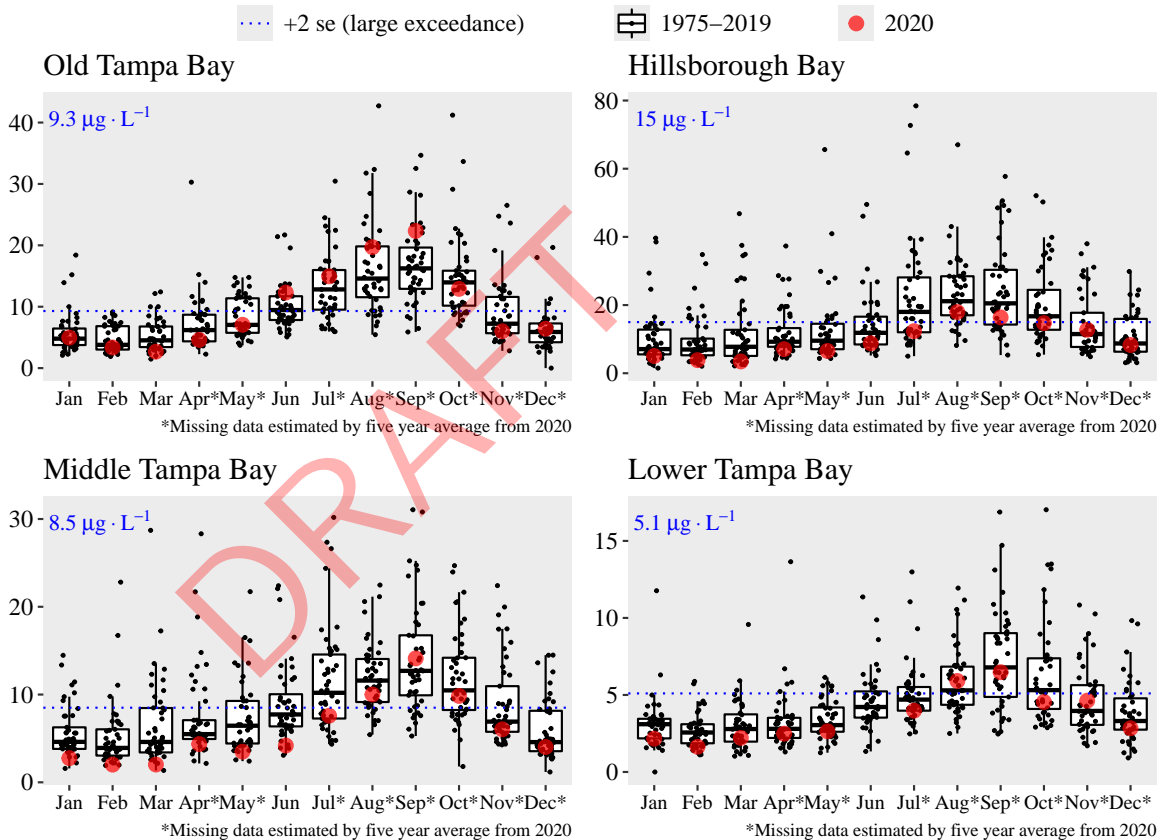 +2 se (large exceedance) 1975−2019 2020
Old Tampa Bay
9.3 μg ⋅ L−1
40
30
20
10
0
Jan Feb Mar Apr* May* Jun Jul* Aug* Sep* Oct* Nov* Dec*
*Missing data estimated by five year average from 2020
Hillsborough Bay
15 μg ⋅ L−1
80
60
40
20
0
Jan Feb Mar Apr* May* Jun Jul* Aug* Sep* Oct* Nov* Dec*
*Missing data estimated by five year average from 2020
Middle Tampa Bay
8.5 μg ⋅ L−1
30
20
10
0
Jan Feb Mar Apr* May* Jun Jul* Aug* Sep* Oct* Nov* Dec*
*Missing data estimated by five year average from 2020
Lower Tampa Bay
5.1 μg ⋅ L−1
15
10
5
0
Jan Feb Mar Apr* May* Jun Jul* Aug* Sep* Oct* Nov* Dec*
*Missing data estimated by five year average from 2020
DRAFT